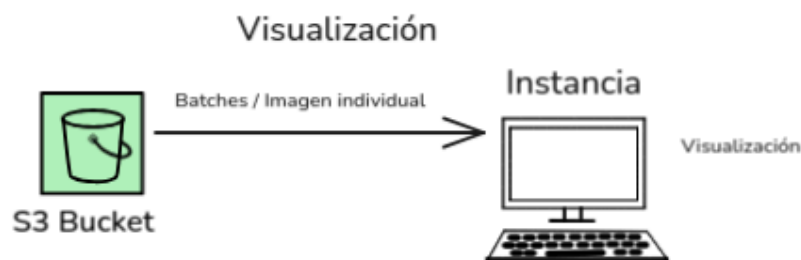 Visualización
Batches / Imagen individual
Instancia
Visualización
S3 Bucket